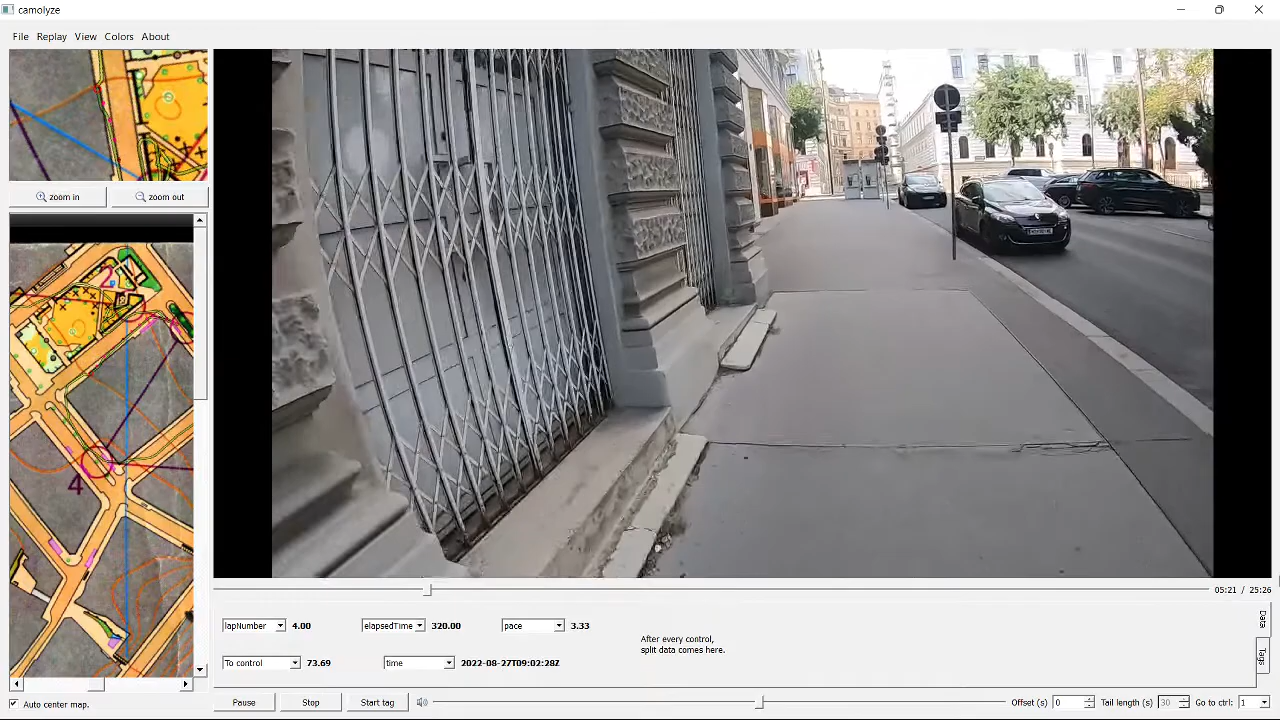 camolyze
File Replay View Colors About
zoom in zoom out
2
4
05:21 / 25:26
lapNumber 4.00 elapsedTime 320.00 pace 3.33
After every control,
split data comes here.
To control 73.69 time 2022-08-27T09:02:28Z
Data
Tags
Auto center map.
Pause Stop Start tag Offset (s) 0 Tail length (s) 30 Go to ctrl: 1